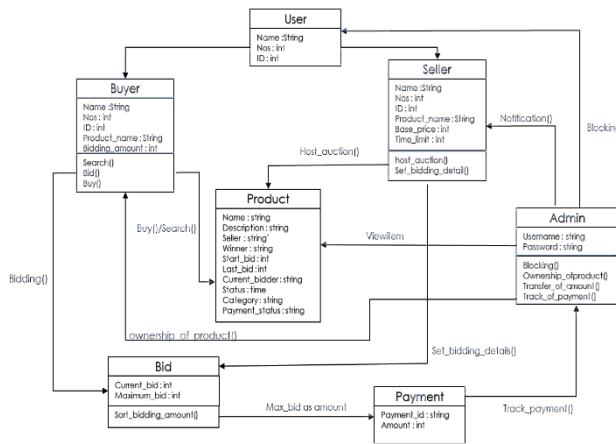 User
Name :String
Nos : int
ID : int
Buyer
Name :String
Nos : int
ID : int
Product_name : String
Bidding_amount : int
Search()
Bid()
Buy()
Seller
Name : String
Nos : int
ID : int
Product_name : String
Base_price : int
Time_limit : int
host_auction()
Set_bidding_detail()
Notification()
Blocking
Host_auction()
Product
Name : string
Description : string
Seller : string'
Winner : string
Start_bid : int
Last_bid : int
Current_bidder : string
Status : time
Category : string
Payment_status : string
Buy()/Search()
Viewitem
Admin
Username : string
Password : string
Blocking()
Ownership_ofproduct()
Transfer_of_amount()
Track_of_payment()
Bidding()
ownership_of_product()
Set_bidding_details()
Bid
Current_bid : int
Maximum_bid : int
Sort_bidding_amount()
Max_bid as amount
Payment
Payment_id : string
Amount : int
Track_payment()